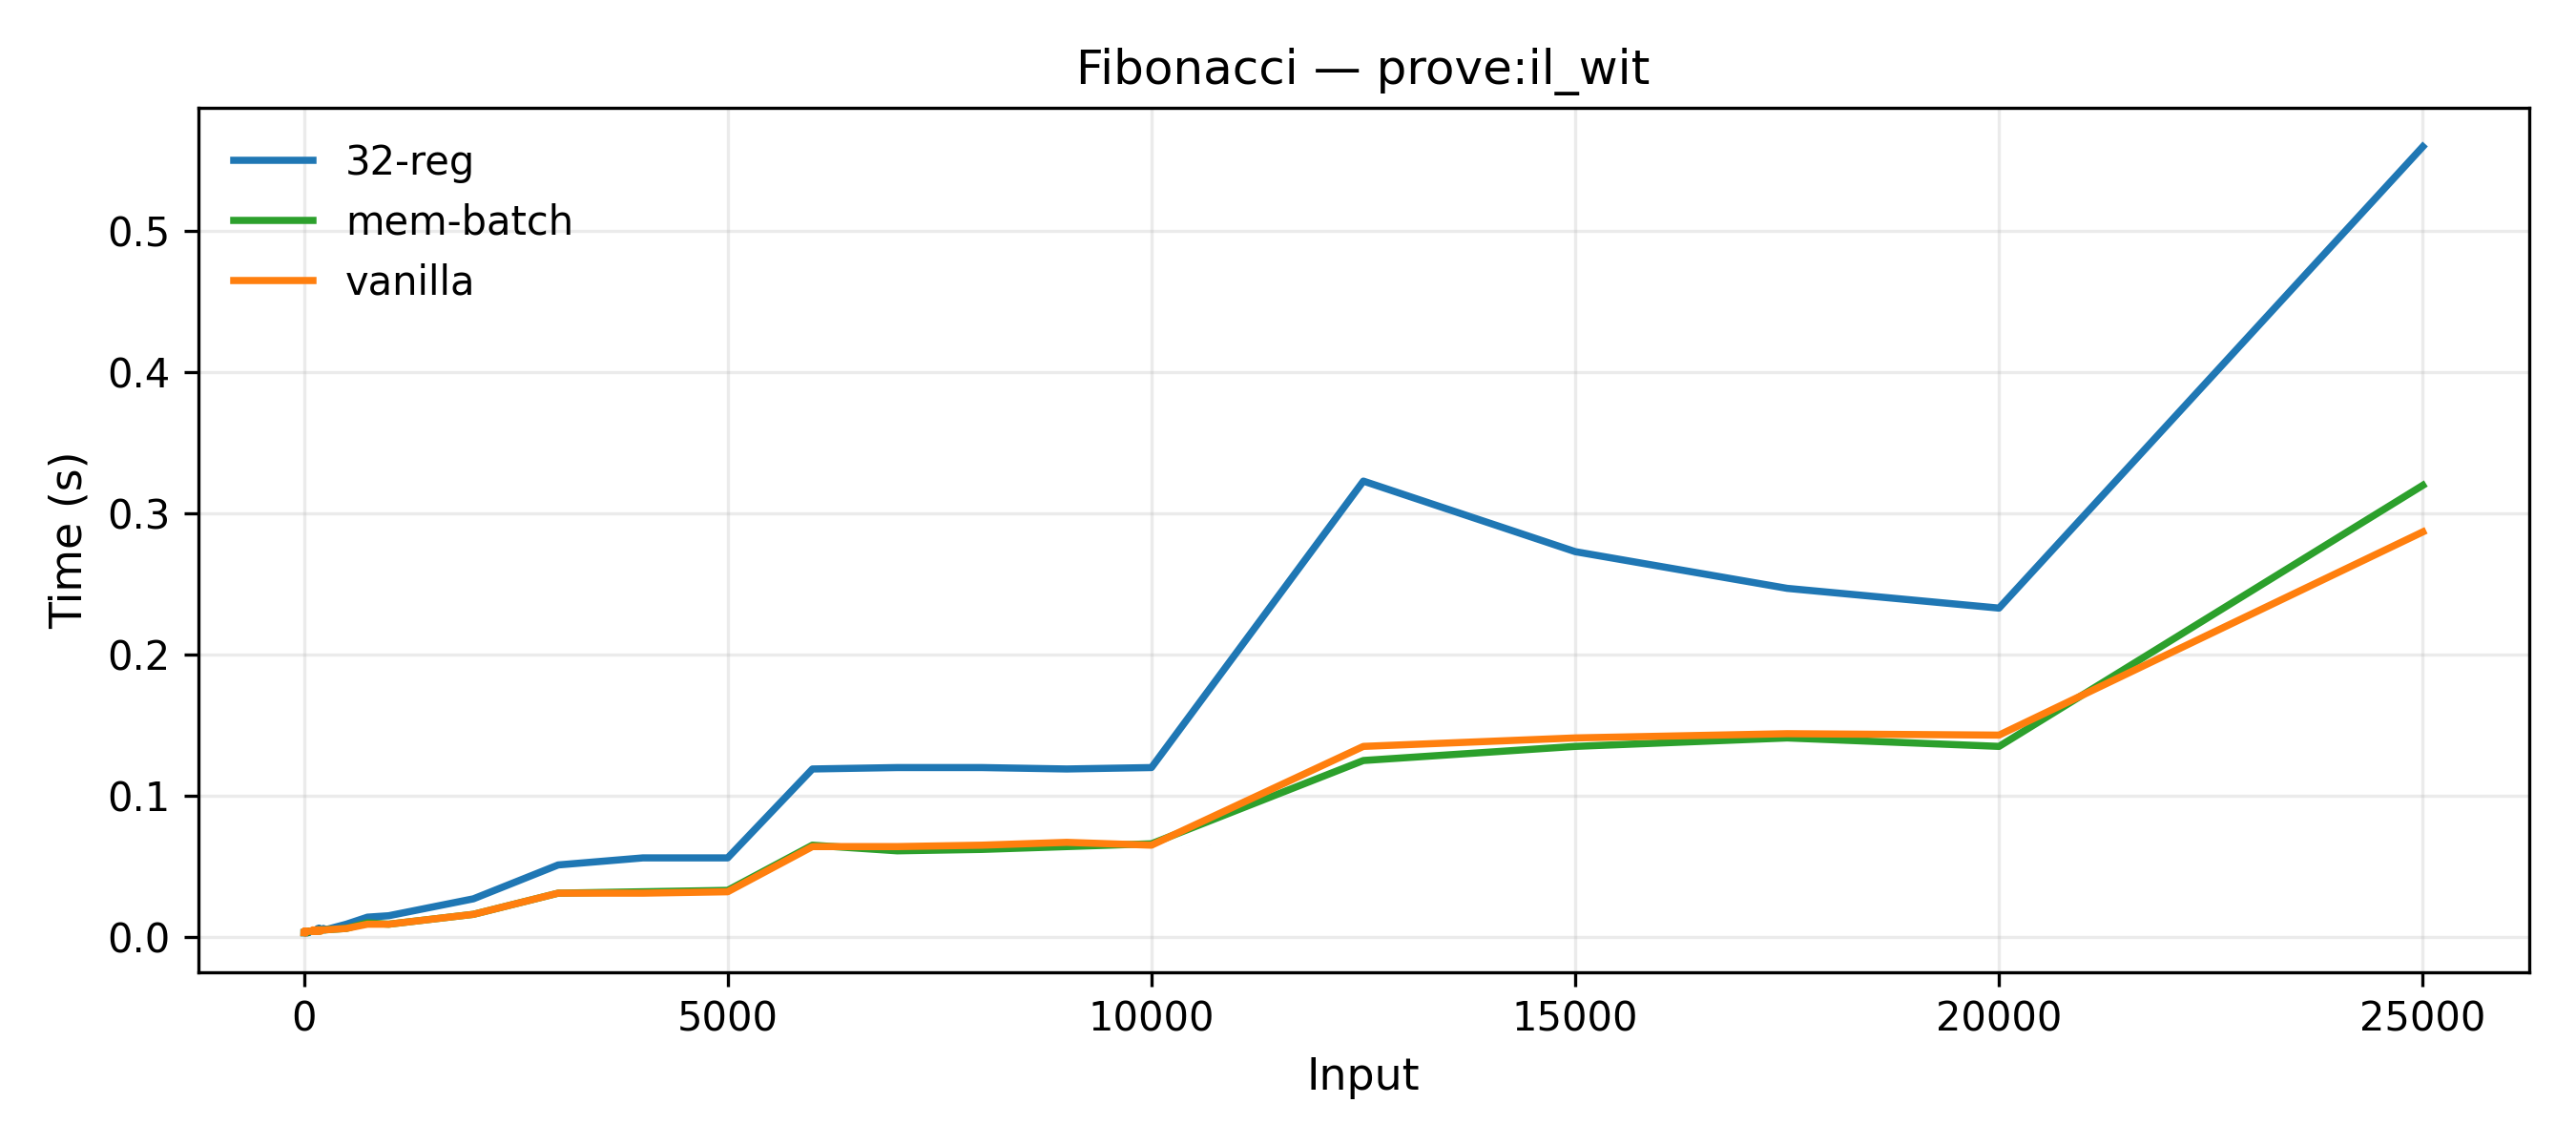 Fibonacci — prove:il_wit
32-reg
mem-batch
vanilla
Time (s)
0.5
0.4
0.3
0.2
0.1
0.0
0 5000 10000 15000 20000 25000
Input